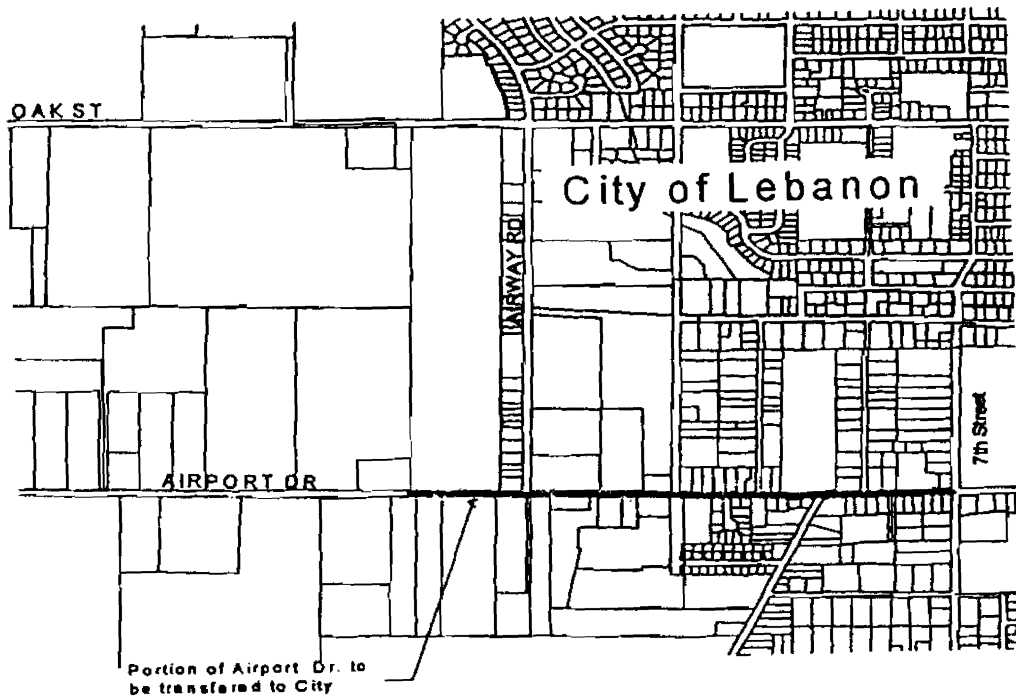 OAK ST
City of Lebanon
AIRWAY RD
7th Street
AIRPORT DR
Portion of Airport Dr. to
be transfered to City